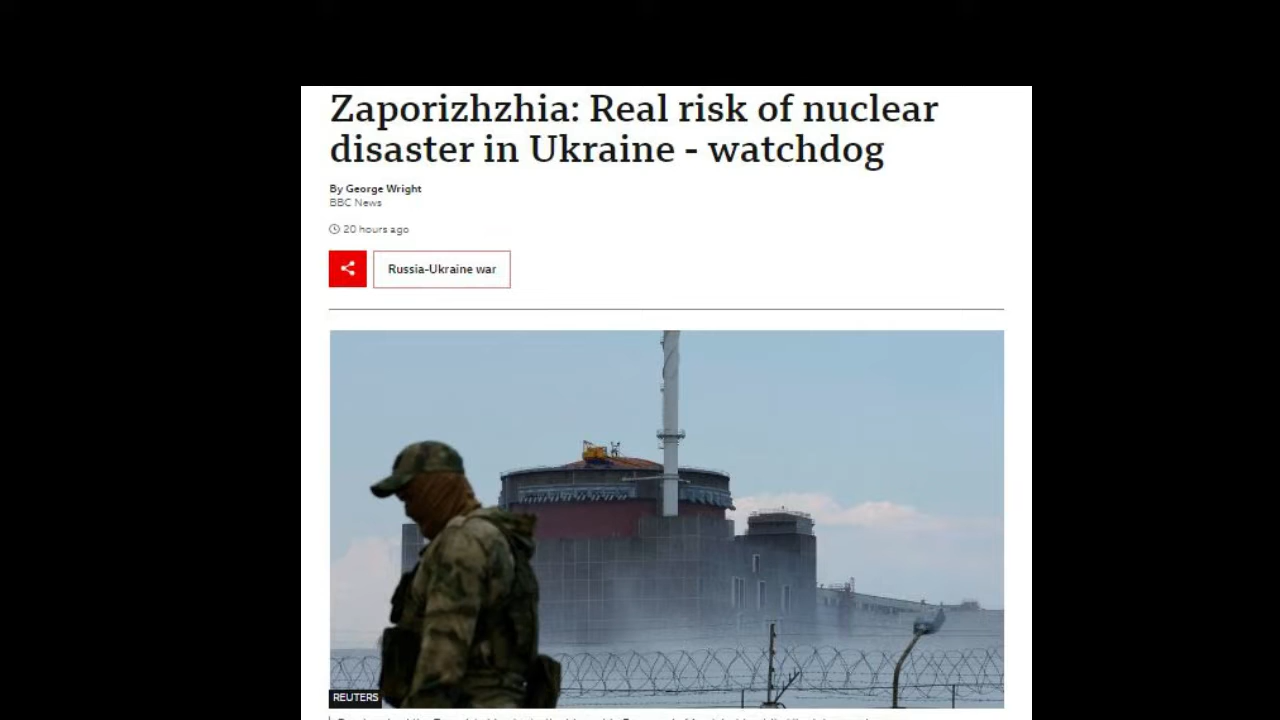 Zaporizhzhia: Real risk of nuclear
disaster in Ukraine - watchdog
By George Wright
BBC News
20 hours ago
Russia-Ukraine war
REUTERS